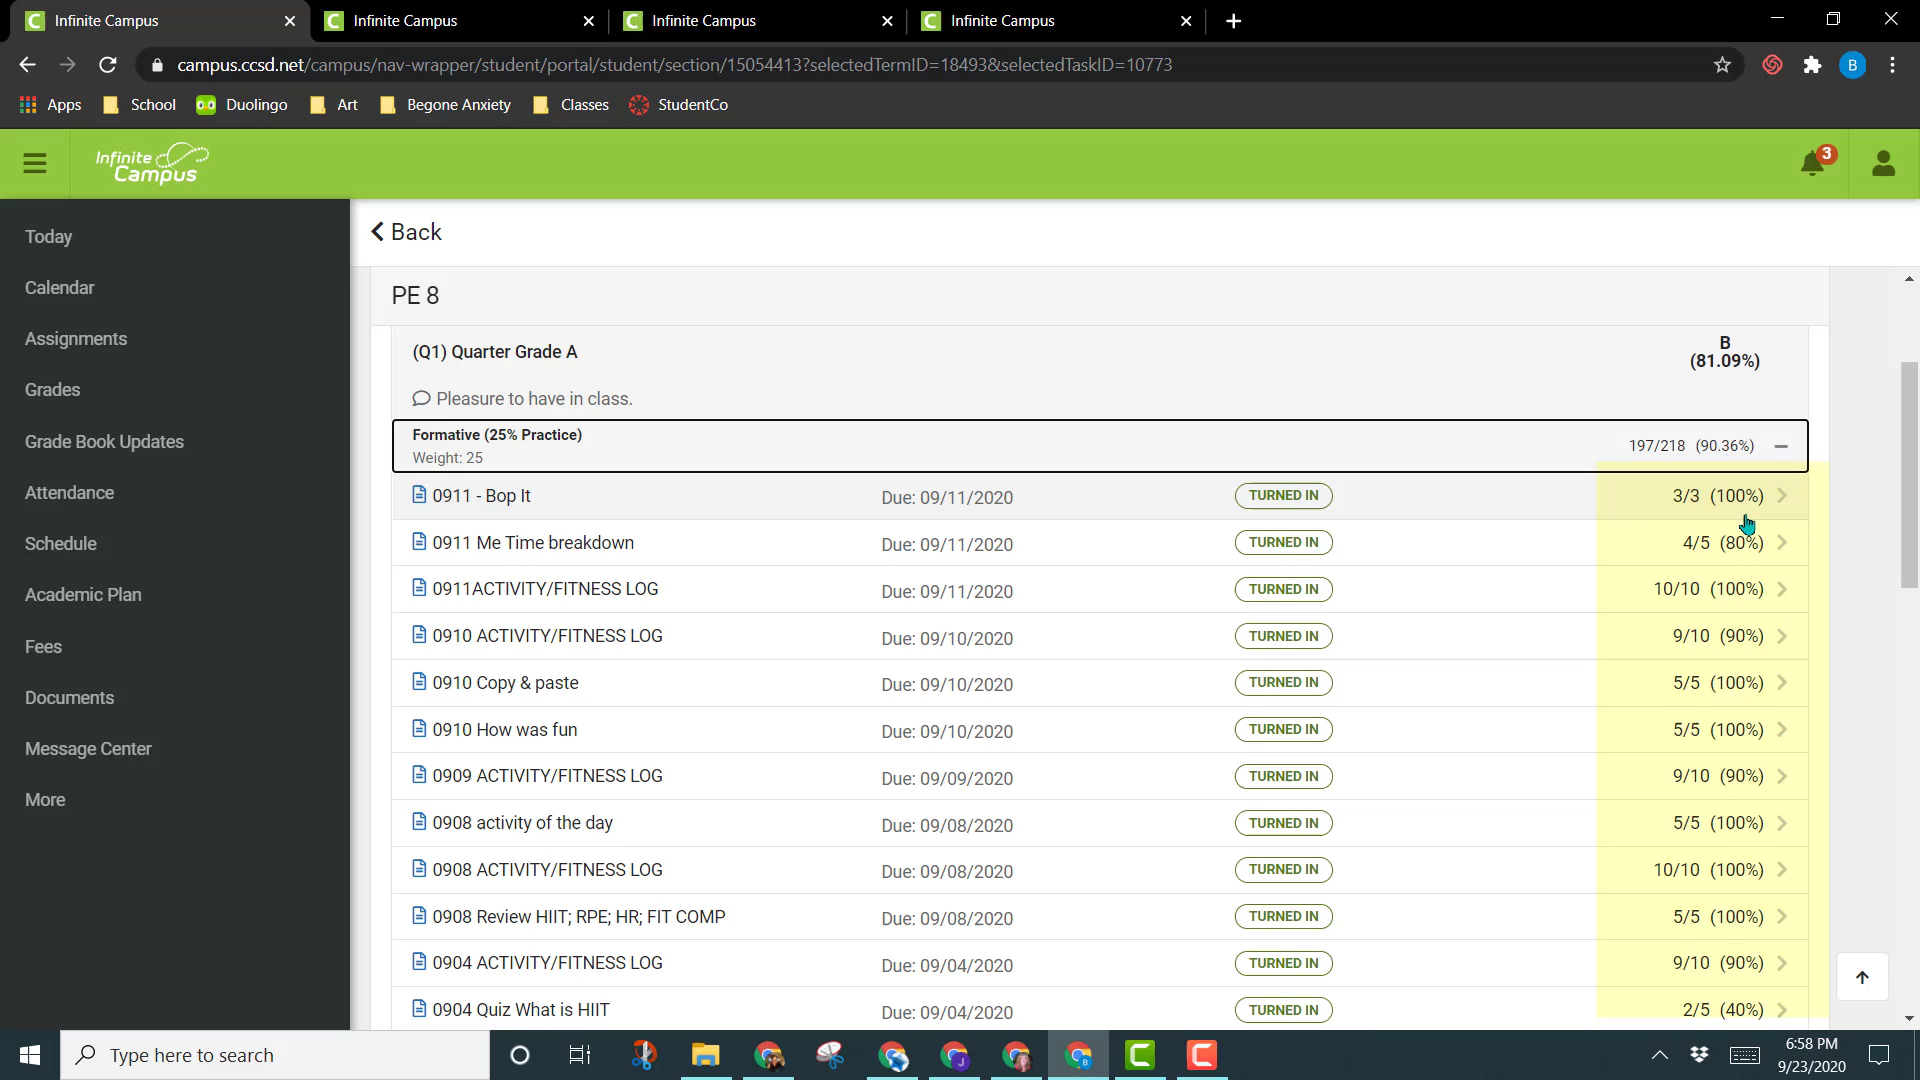 Infinite Campus
Infinite Campus
Infinite Campus
Infinite Campus
campus.ccsd.net/campus/nav-wrapper/student/portal/student/section/15054413?selectedTermID=18493&selectedTaskID=10773
B
Apps
School
Duolingo
Art
Begone Anxiety
Classes
StudentCo
Infinite
Campus
3
Today
Calendar
Assignments
Grades
Grade Book Updates
Attendance
Schedule
Academic Plan
Fees
Documents
Message Center
More
Back
PE 8
(Q1) Quarter Grade A
B
(81.09%)
Pleasure to have in class.
Formative (25% Practice)
Weight: 25
197/218 (90.36%)
0911 - Bop It Due: 09/11/2020 TURNED IN 3/3 (100%)
0911 Me Time breakdown Due: 09/11/2020 TURNED IN 4/5 (80%)
0911ACTIVITY/FITNESS LOG Due: 09/11/2020 TURNED IN 10/10 (100%)
0910 ACTIVITY/FITNESS LOG Due: 09/10/2020 TURNED IN 9/10 (90%)
0910 Copy & paste Due: 09/10/2020 TURNED IN 5/5 (100%)
0910 How was fun Due: 09/10/2020 TURNED IN 5/5 (100%)
0909 ACTIVITY/FITNESS LOG Due: 09/09/2020 TURNED IN 9/10 (90%)
0908 activity of the day Due: 09/08/2020 TURNED IN 5/5 (100%)
0908 ACTIVITY/FITNESS LOG Due: 09/08/2020 TURNED IN 10/10 (100%)
0908 Review HIIT; RPE; HR; FIT COMP Due: 09/08/2020 TURNED IN 5/5 (100%)
0904 ACTIVITY/FITNESS LOG Due: 09/04/2020 TURNED IN 9/10 (90%)
0904 Quiz What is HIIT Due: 09/04/2020 TURNED IN 2/5 (40%)
Type here to search
6:58 PM
9/23/2020